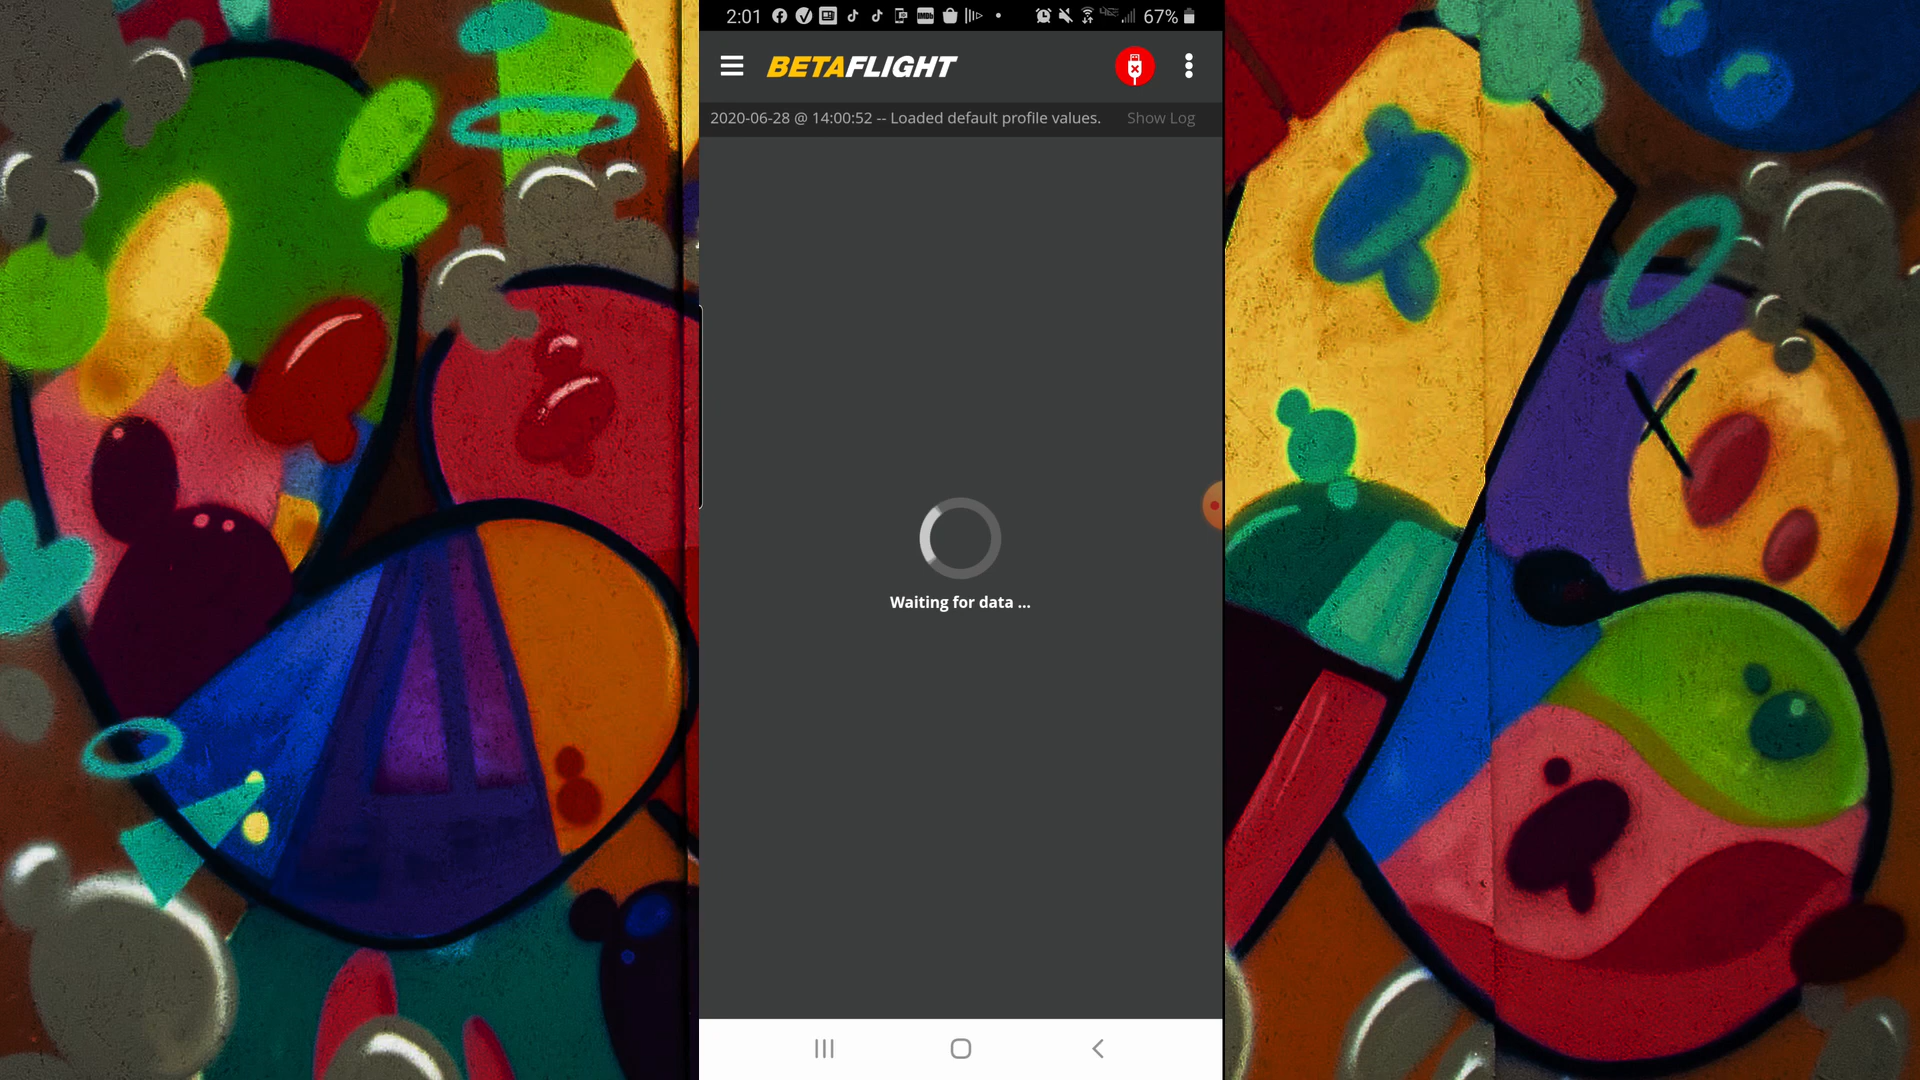 2:01
67%
BETAFLIGHT
2020-06-28 @ 14:00:52 -- Loaded default profile values. Show Log
Waiting for data ...